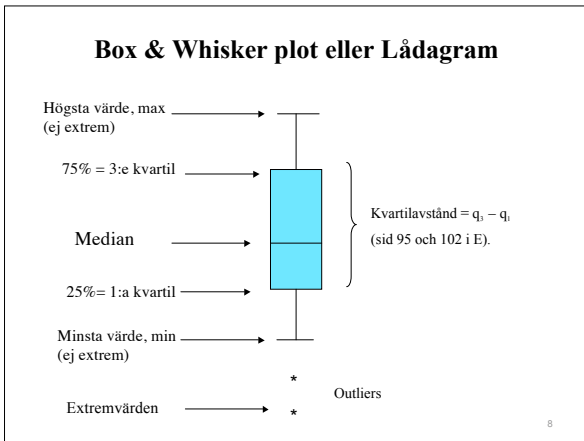 Box & Whisker plot eller Lådagram
Högsta värde, max
(ej extrem)
75% = 3:e kvartil
Kvartilavstånd = q₃ – q₁
(sid 95 och 102 i E).
Median
25%= 1:a kvartil
Minsta värde, min
(ej extrem)
*
Outliers
Extremvärden
*
8